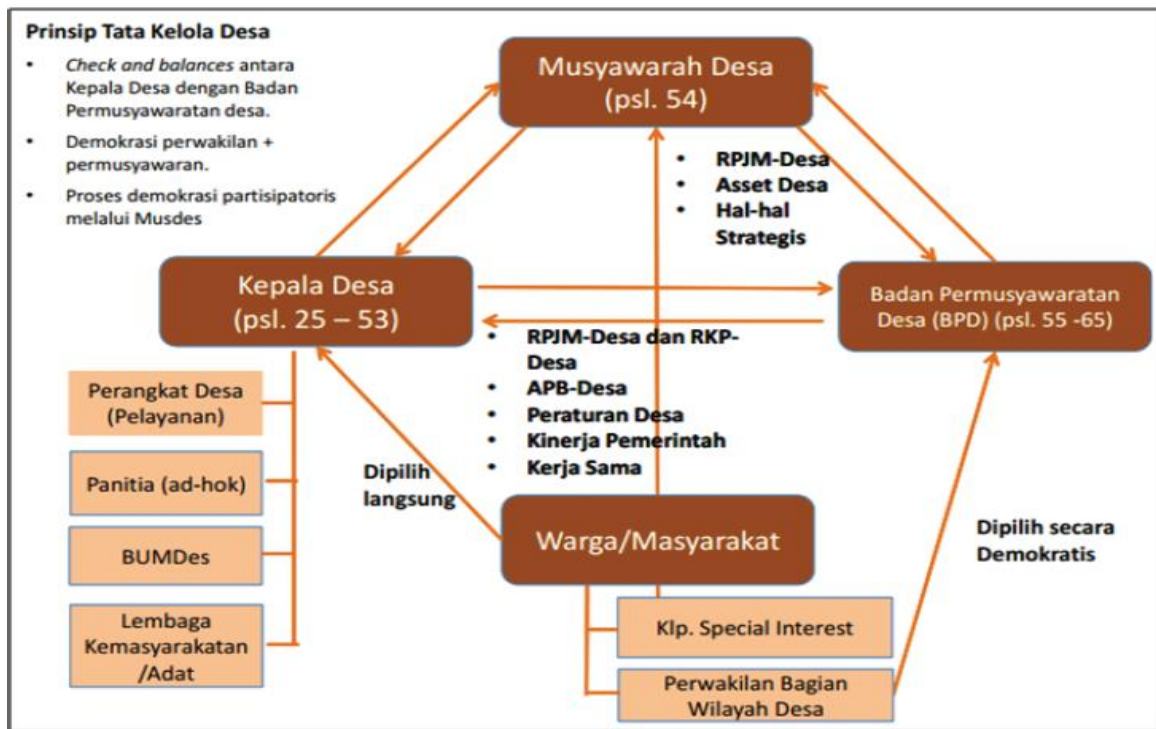 Prinsip Tata Kelola Desa
• Check and balances antara
Kepala Desa dengan Badan
Permusyawaratan desa.
• Demokrasi perwakilan +
permusyawaran.
• Proses demokrasi partisipatoris
melalui Musdes
Musyawarah Desa
(psl. 54)
• RPJM-Desa
• Asset Desa
• Hal-hal
Strategis
Kepala Desa
(psl. 25 – 53)
Badan Permusyawaratan
Desa (BPD) (psl. 55 -65)
• RPJM-Desa dan RKP-
Desa
• APB-Desa
• Peraturan Desa
• Kinerja Pemerintah
• Kerja Sama
Perangkat Desa
(Pelayanan)
Panitia (ad-hok)
BUMDes
Lembaga
Kemasyarakatan
/Adat
Dipilih
langsung
Warga/Masyarakat
Dipilih secara
Demokratis
Klp. Special Interest
Perwakilan Bagian
Wilayah Desa